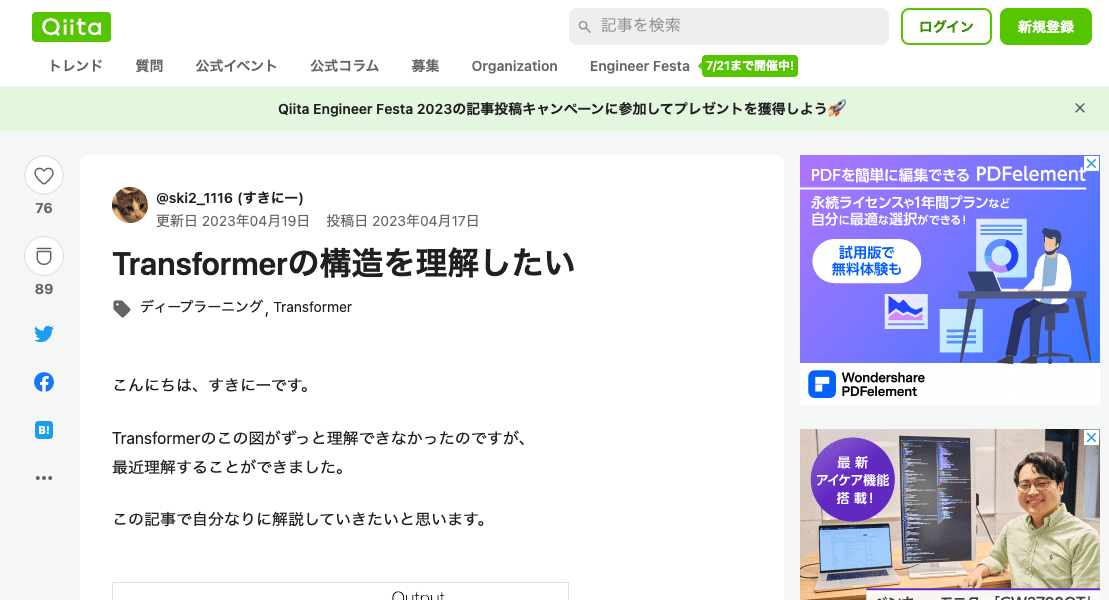 Qiita
記事を検索
ログイン
新規登録
トレンド
質問
公式イベント
公式コラム
募集
Organization
Engineer Festa
7/21まで開催中!
Qiita Engineer Festa 2023の記事投稿キャンペーンに参加してプレゼントを獲得しよう🚀
76
89
B!
@ski2_1116 (すきにー)
更新日 2023年04月19日 投稿日 2023年04月17日
Transformerの構造を理解したい
ディープラーニング, Transformer
こんにちは、すきにーです。
Transformerのこの図がずっと理解できなかったのですが、
最近理解することができました。
この記事で自分なりに解説していきたいと思います。
Output
PDFを簡単に編集できる PDFelement
永続ライセンスや1年間プランなど
自分に最適な選択ができる!
試用版で
無料体験も
Wondershare
PDFelement
最新
アイケア機能
搭載!